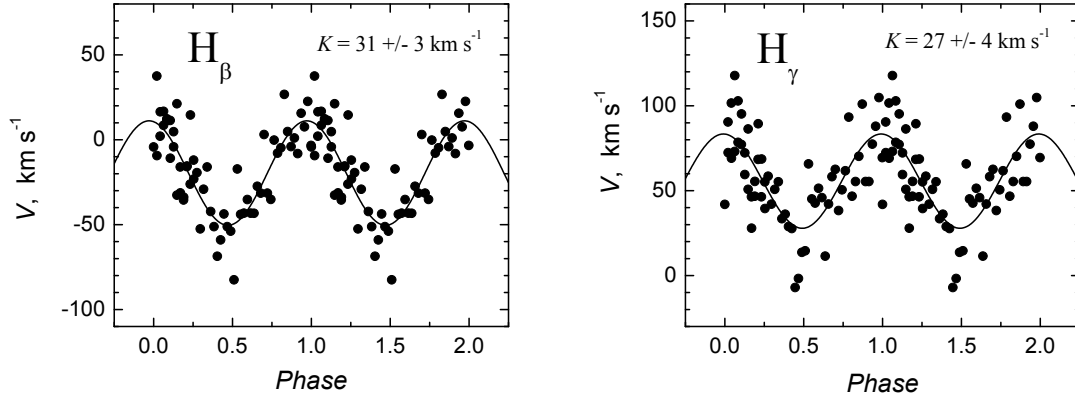 H_β
K = 31 +/- 3 km s⁻¹
50
0
-50
-100
V, km s⁻¹
0.0 0.5 1.0 1.5 2.0
Phase
H_γ
K = 27 +/- 4 km s⁻¹
150
100
50
0
V, km s⁻¹
0.0 0.5 1.0 1.5 2.0
Phase